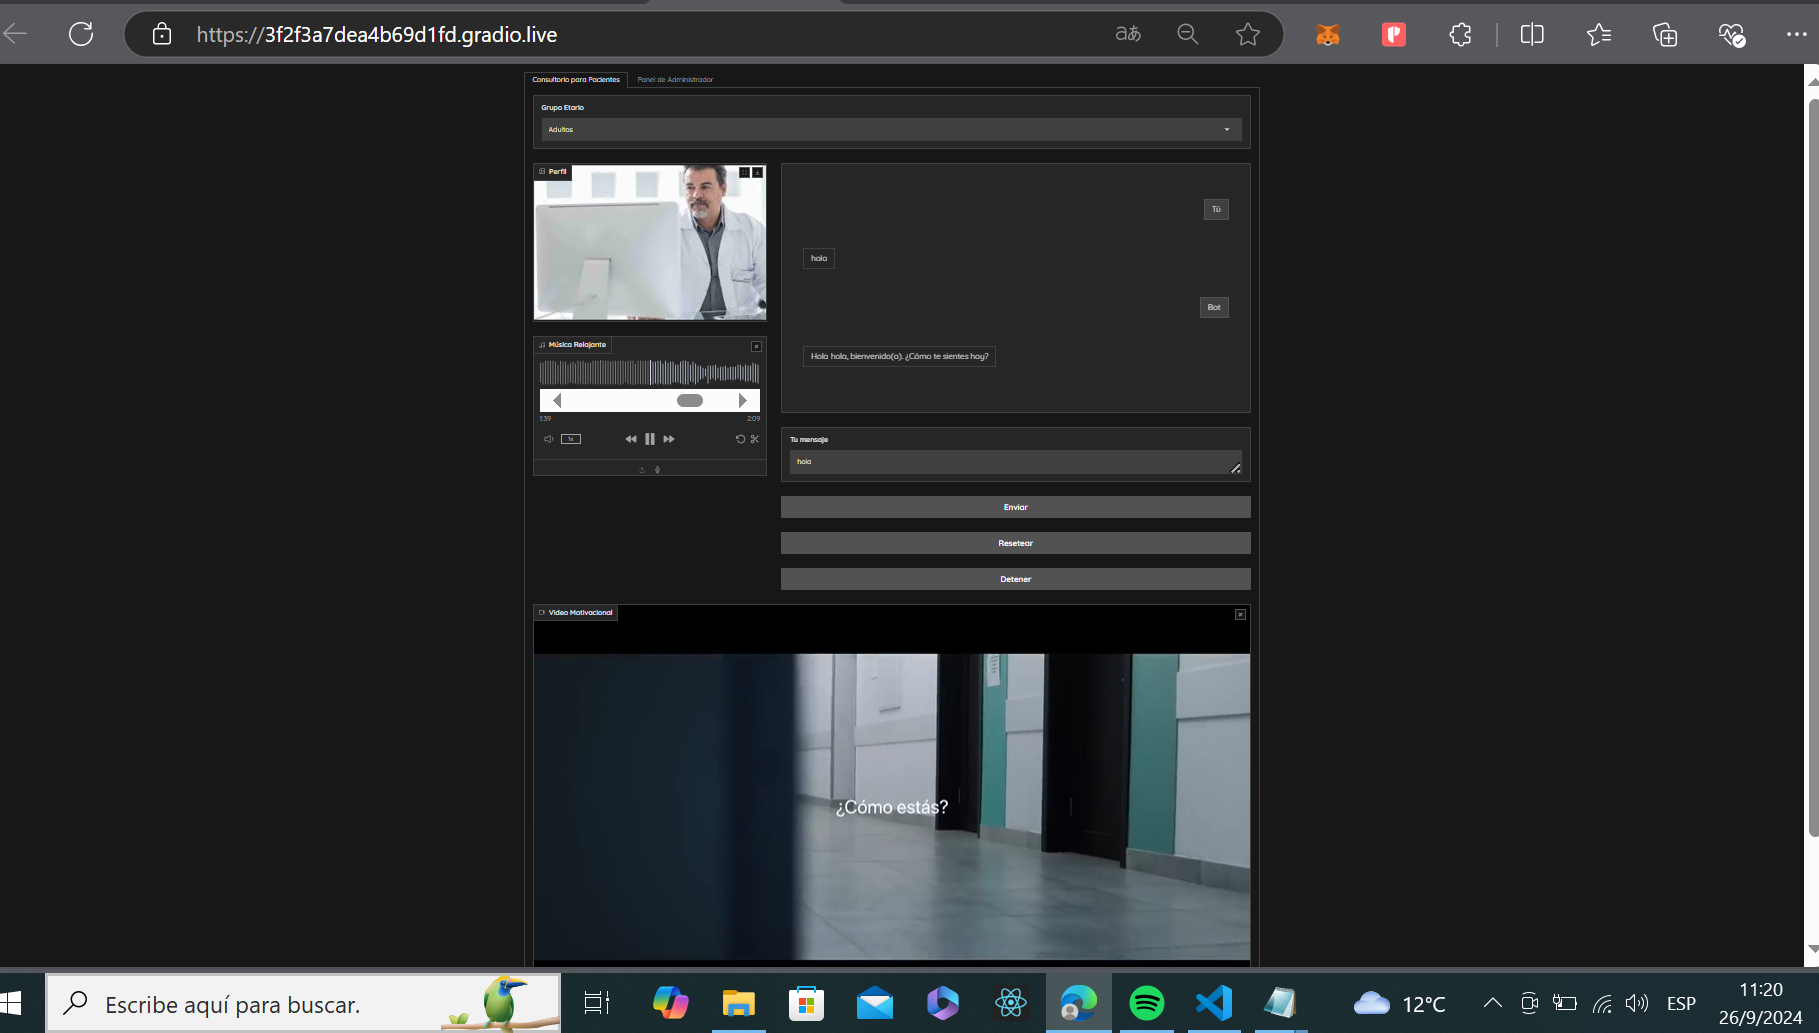 https://3f2f3a7dea4b69d1fd.gradio.live
aあ
Consultorio para Pacientes
Panel de Administrador
Grupo Etario
Adultos
Perfil
Tú
hola
Bot
Hola hola, bienvenido(a). ¿Cómo te sientes hoy?
Música Relajante
1:39
2:09
1x
Tu mensaje
hola
Enviar
Resetear
Detener
Video Motivacional
¿Cómo estás?
Escribe aquí para buscar.
12°C
ESP
11:20
26/9/2024